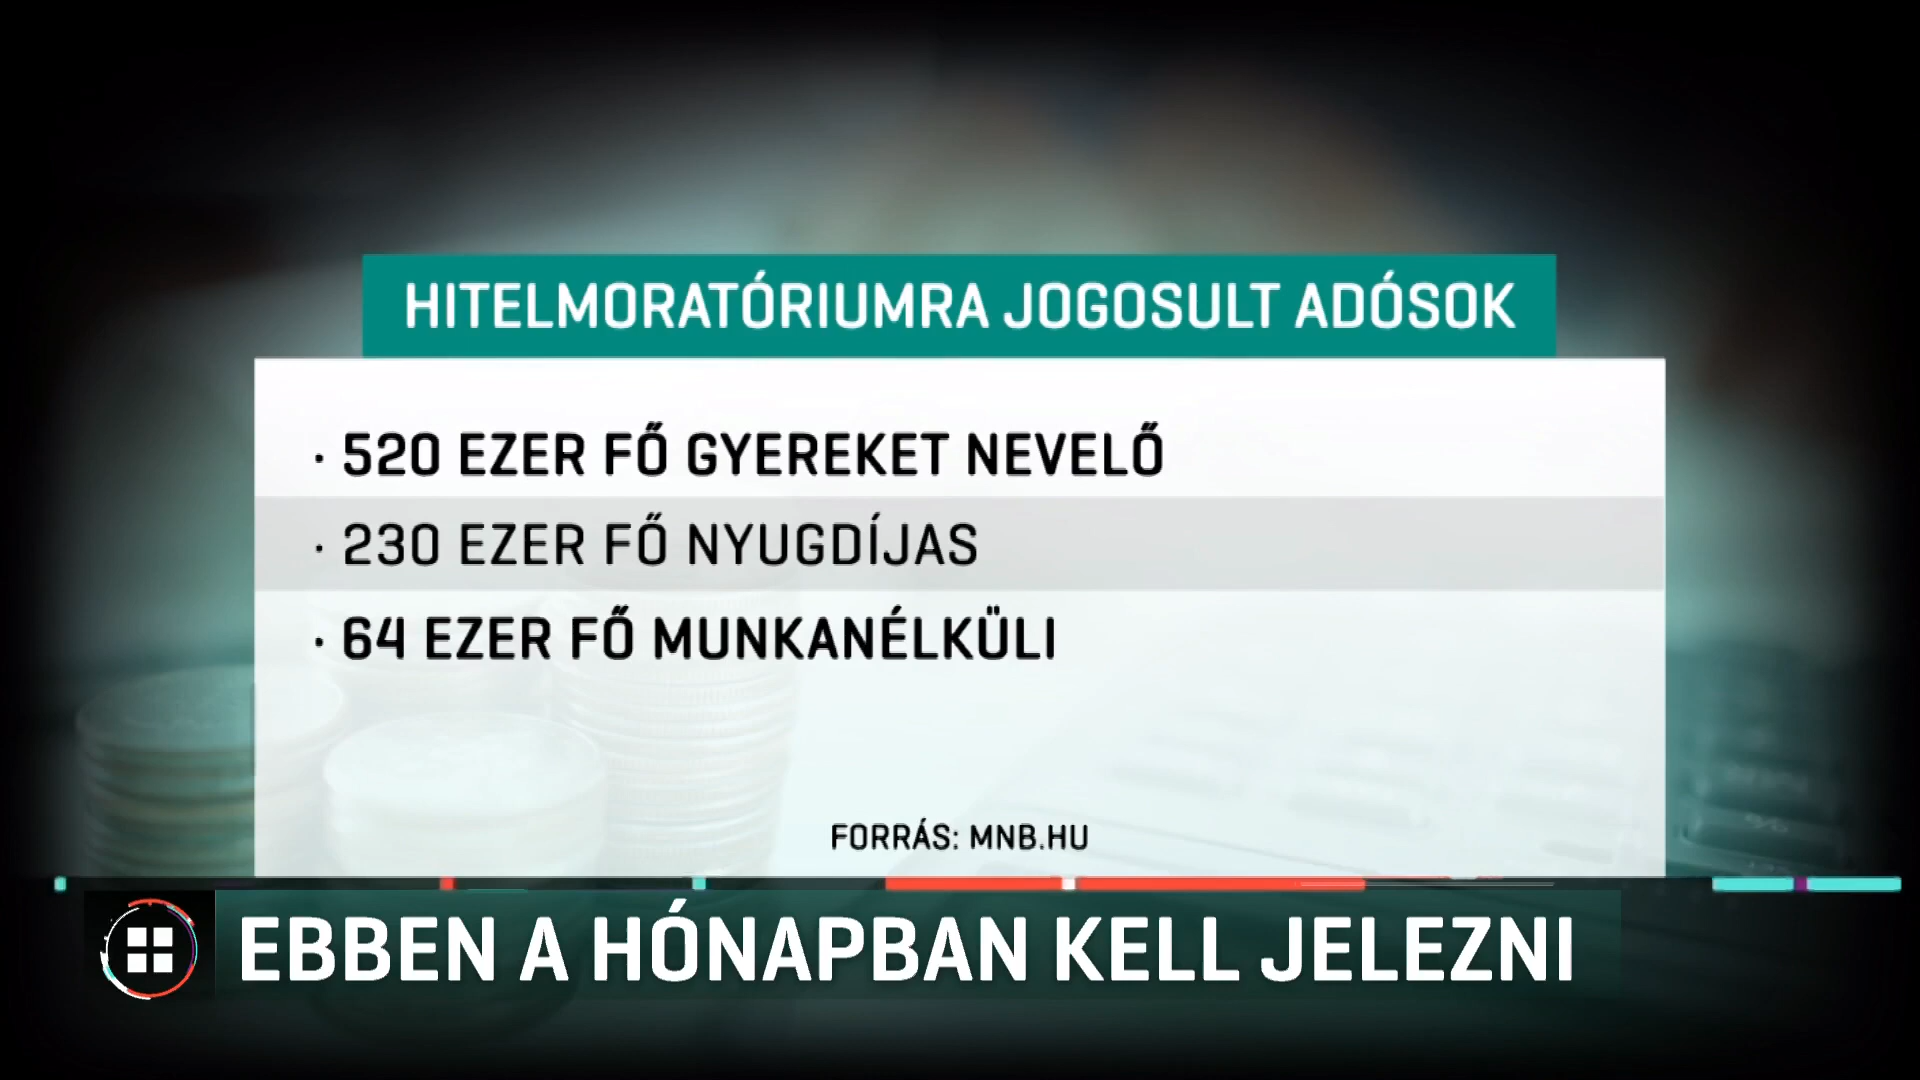 HITELMORATÓRIUMRA JOGOSULT ADÓSOK
· 520 EZER FŐ GYEREKET NEVELŐ
· 230 EZER FŐ NYUGDÍJAS
· 64 EZER FŐ MUNKANÉLKÜLI
FORRÁS: MNB.HU
EBBEN A HÓNAPBAN KELL JELEZNI